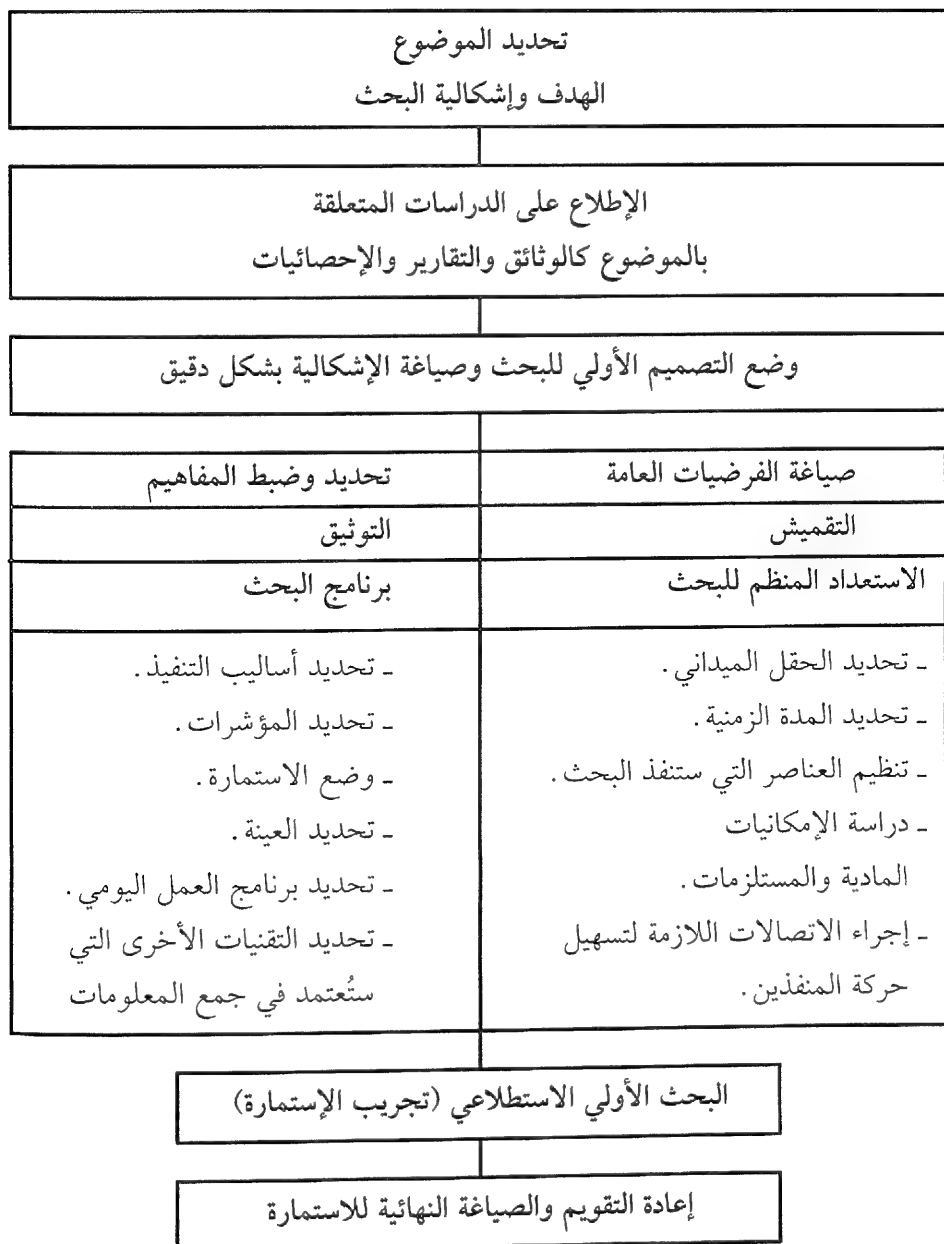 تحديد الموضوع
الهدف وإشكالية البحث
الإطلاع على الدراسات المتعلقة
بالموضوع كالوثائق والتقارير والإحصائيات
وضع التصميم الأولي للبحث وصياغة الإشكالية بشكل دقيق
صياغة الفرضيات العامة
تحديد وضبط المفاهيم
التقميش
التوثيق
الاستعداد المنظم للبحث
برنامج البحث
ـ تحديد الحقل الميداني.
ـ تحديد المدة الزمنية.
ـ تنظيم العناصر التي ستنفذ البحث.
ـ دراسة الإمكانيات
المادية والمستلزمات.
ـ إجراء الاتصالات اللازمة لتسهيل
حركة المنفذين.
ـ تحديد أساليب التنفيذ.
ـ تحديد المؤشرات.
ـ وضع الاستمارة.
ـ تحديد العينة.
ـ تحديد برنامج العمل اليومي.
ـ تحديد التقنيات الأخرى التي
ستُعتمد في جمع المعلومات
البحث الأولي الاستطلاعي (تجريب الإستمارة)
إعادة التقويم والصياغة النهائية للاستمارة